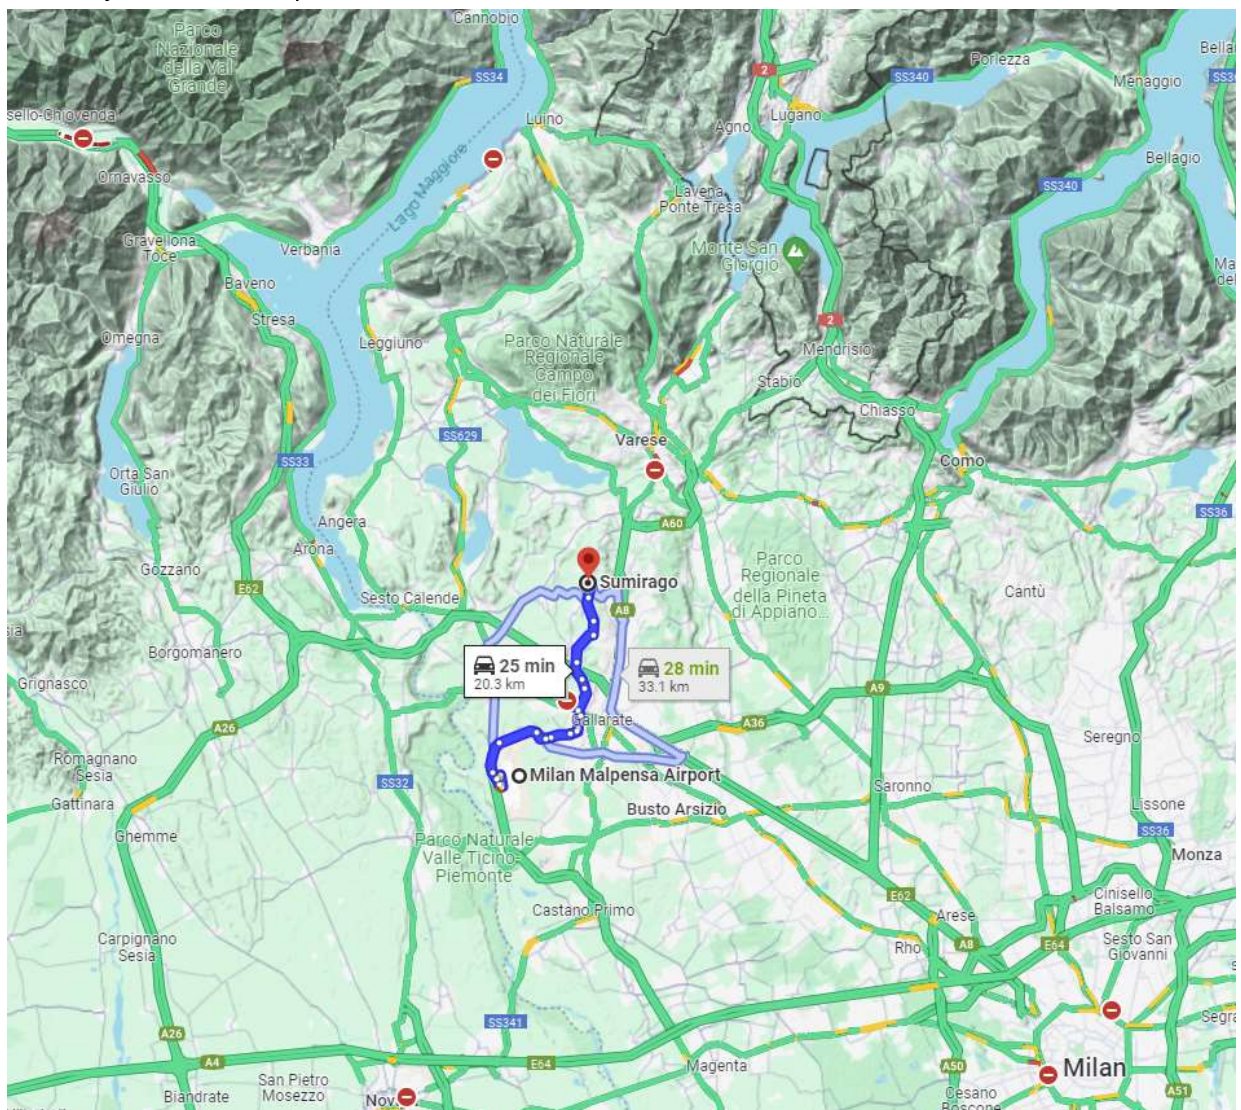 Cannobio
Parco
Nazionale
della Val
Grande
SS34
2
SS340
Porlezza
Menaggio
Bella
SS36
sello-Chiovenda
Luino
Agno
Lugano
Ornavasso
Lago Maggiore
Bellagio
Lavena
Ponte Tresa
SS340
Gravellona
Toce
Verbania
Monte San
Giorgio
Baveno
Stresa
2
Omegna
Leggiuno
Parco Naturale
Regionale
Campo
dei Fiori
Mendrisio
Stabio
Chiasso
SS629
Varese
Como
SS33
Orta San
Giulio
SS36
Angera
Arona
A60
Gozzano
Parco
Regionale
della Pineta
di Appiano...
E62
Sumirago
Cantù
Sesto Calende
A8
Borgomanero
25 min
20.3 km
28 min
33.1 km
Grignasco
A9
Gallarate
A26
A36
Seregno
Romagnano
Sesia
Milan Malpensa Airport
SS32
Saronno
Gattinara
Busto Arsizio
Lissone
Ghemme
SS36
Parco Naturale
Valle Ticino-
Piemonte
Monza
E62
Cinisello
Balsamo
Castano Primo
Arese
Carpignano
Sesia
Rho
A8
E64
Sesto San
Giovanni
SS341
Segra
A26
A4
E64
Magenta
A50
Milan
San Pietro
Mosezzo
Biandrate
Cesano
Boscone
A51